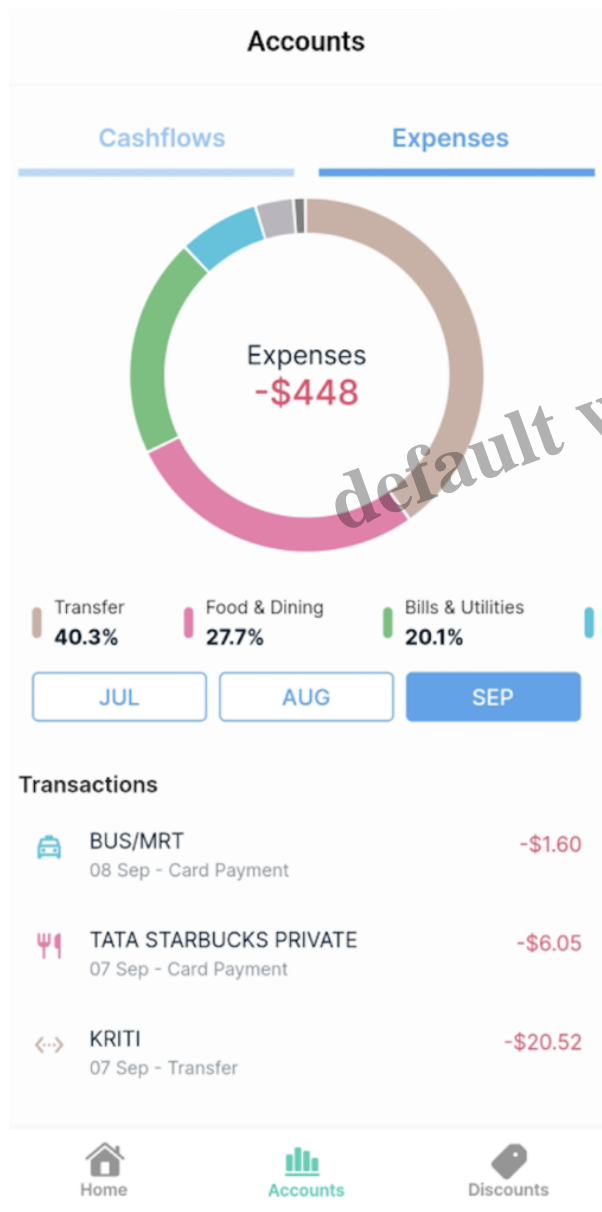 Accounts
Cashflows Expenses
Expenses
-$448
default
Transfer Food & Dining Bills & Utilities
40.3% 27.7% 20.1%
JUL AUG SEP
Transactions
BUS/MRT -$1.60
08 Sep - Card Payment
TATA STARBUCKS PRIVATE -$6.05
07 Sep - Card Payment
KRITI -$20.52
07 Sep - Transfer
Home Accounts Discounts